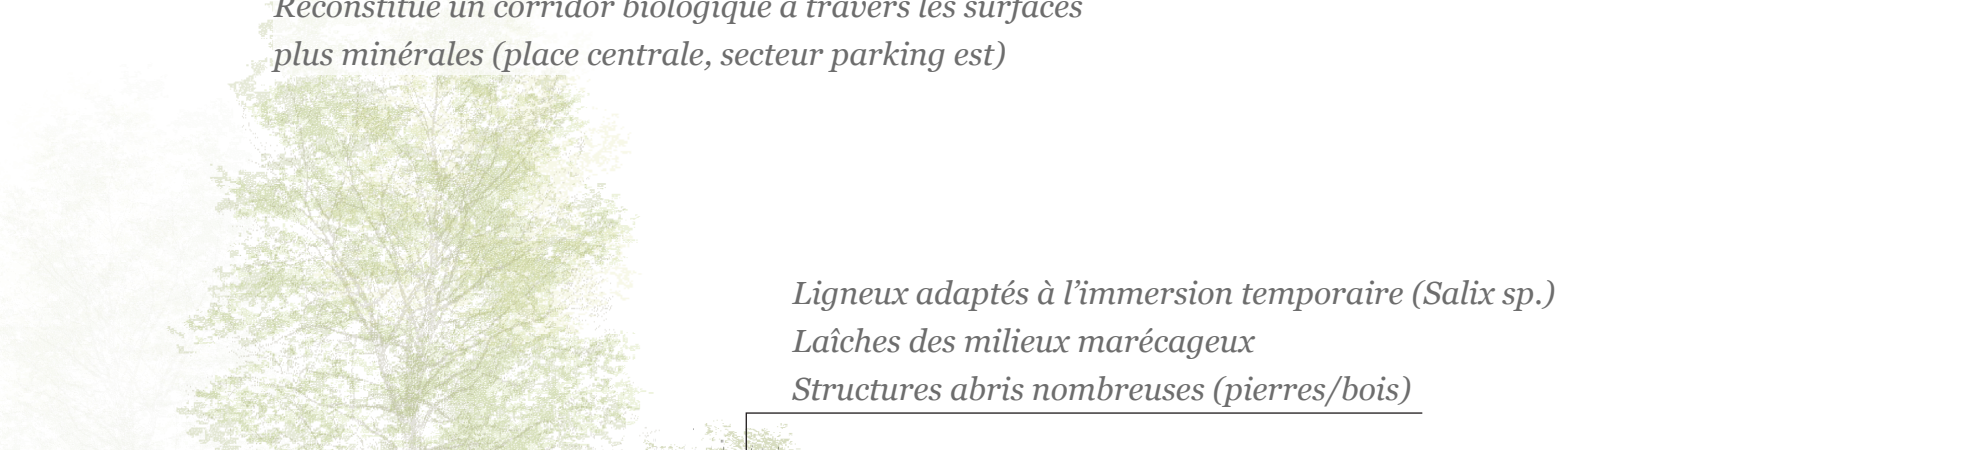 Reconstitue un corridor biologique à travers les surfaces
plus minérales (place centrale, secteur parking est)
Ligneux adaptés à l’immersion temporaire (Salix sp.)
Laîches des milieux marécageux
Structures abris nombreuses (pierres/bois)